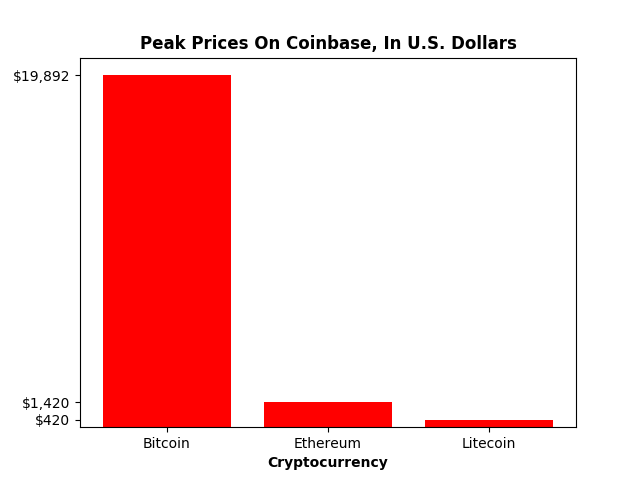 Peak Prices On Coinbase, In U.S. Dollars
$19,892
$1,420
$420
Bitcoin Ethereum Litecoin
Cryptocurrency